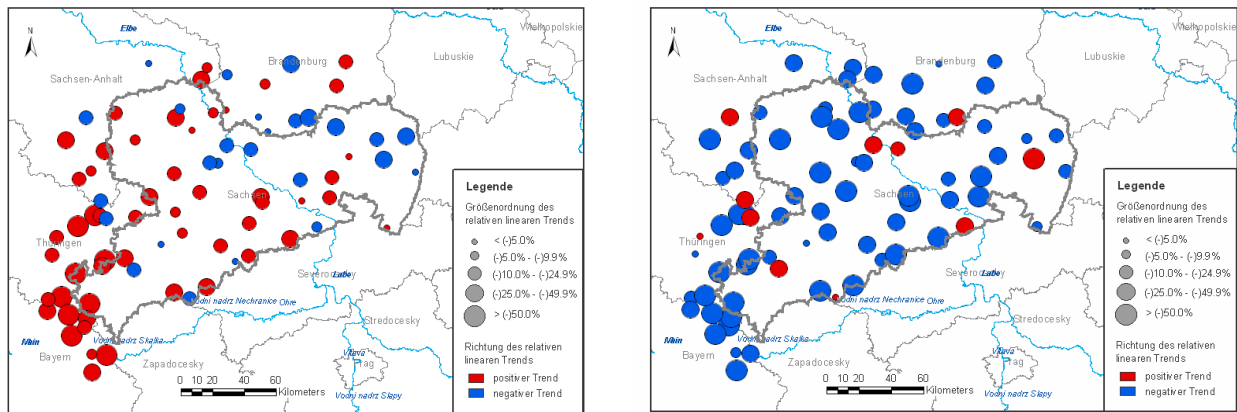 Elbe
Wielkopolskie
Brandenburg
Lubuskie
Sachsen-Anhalt
N
Sachsen
Thüringen
Labe
Vodni nadrz Nechranice Ohre
Stredocesky
Vodni nadrz Skalka
Bayern
Zapadocesky
Vltava
Vodni nadrz Slapy
0 10 20 40 60
Kilometers
Legende
Größenordnung des
relativen linearen Trends
< (-)5.0%
(-)5.0% - (-)9.9%
(-)10.0% - (-)24.9%
(-)25.0% - (-)49.9%
> (-)50.0%
Richtung des relativen
linearen Trends
positiver Trend
negativer Trend
Elbe
Wielkopolskie
Brandenburg
Lubuskie
Sachsen-Anhalt
N
Sachsen
Thüringen
Labe
Vodni nadrz Nechranice Ohre
Stredocesky
Vodni nadrz Skalka
Bayern
Zapadocesky
Vltava
Vodni nadrz Slapy
0 10 20 40 60
Kilometers
Legende
Größenordnung des
relativen linearen Trends
< (-)5.0%
(-)5.0% - (-)9.9%
(-)10.0% - (-)24.9%
(-)25.0% - (-)49.9%
> (-)50.0%
Richtung des relativen
linearen Trends
positiver Trend
negativer Trend